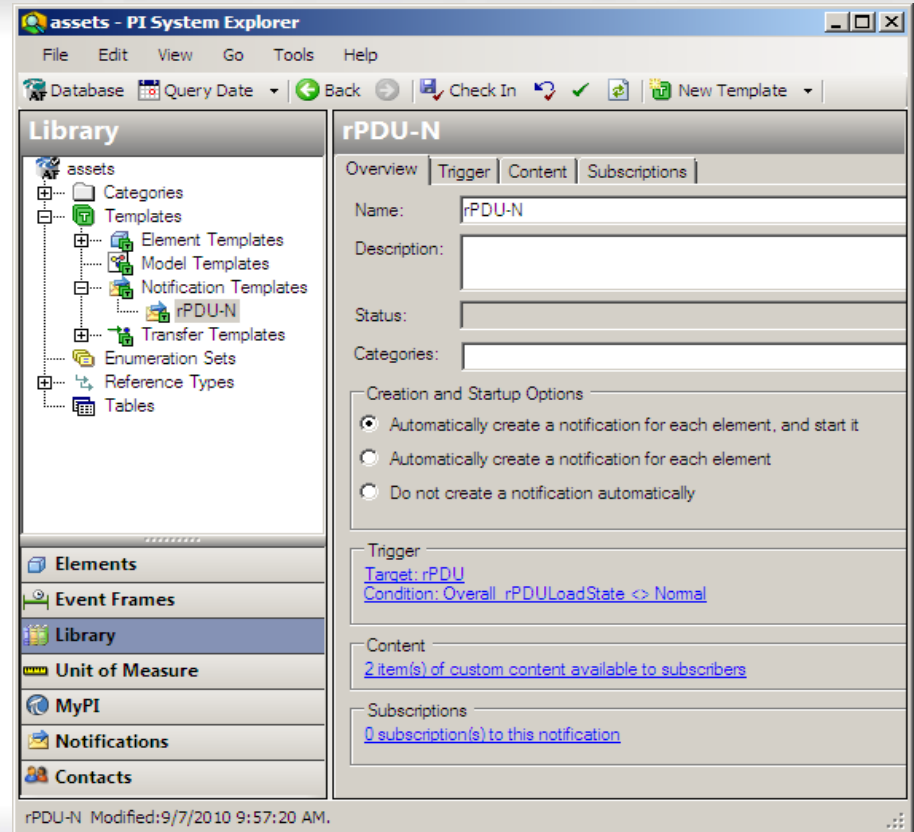 assets - PI System Explorer
File Edit View Go Tools Help
Database Query Date Back Check In New Template
Library
assets
Categories
Templates
Element Templates
Model Templates
Notification Templates
rPDU-N
Transfer Templates
Enumeration Sets
Reference Types
Tables
Elements
Event Frames
Library
Unit of Measure
MyPI
Notifications
Contacts
rPDU-N
Overview Trigger Content Subscriptions
Name: rPDU-N
Description:
Status:
Categories:
Creation and Startup Options
Automatically create a notification for each element, and start it
Automatically create a notification for each element
Do not create a notification automatically
Trigger
Target: rPDU
Condition: Overall_rPDULoadState <> Normal
Content
2 item(s) of custom content available to subscribers
Subscriptions
0 subscription(s) to this notification
rPDU-N Modified:9/7/2010 9:57:20 AM.